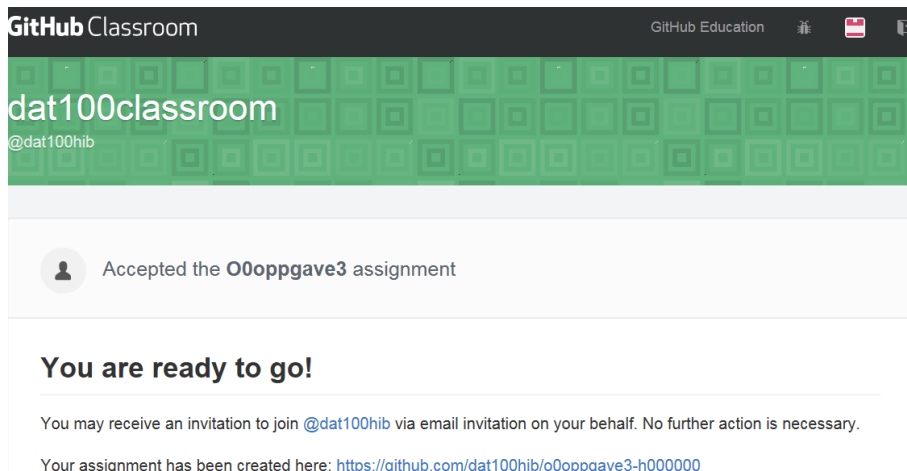 GitHub Classroom
GitHub Education
dat100classroom
@dat100hib
Accepted the O0oppgave3 assignment
You are ready to go!
You may receive an invitation to join @dat100hib via email invitation on your behalf. No further action is necessary.
Your assignment has been created here: https://github.com/dat100hib/o0oppgave3-h000000